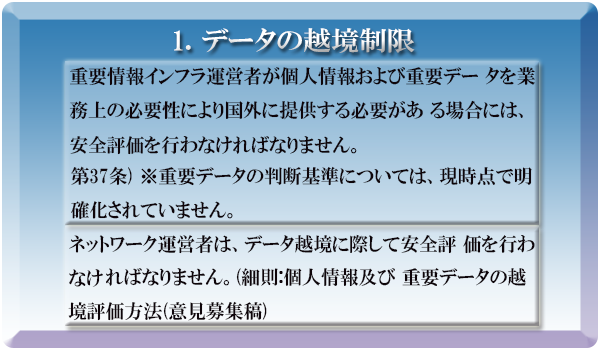 1. データの越境制限
重要情報インフラ運営者が個人情報および重要デー タを業
務上の必要性により国外に提供する必要があ る場合には、
安全評価を行わなければなりません。
第37条) ※重要データの判断基準については、現時点で明
確化されていません。
ネットワーク運営者は、データ越境に際して安全評 価を行わ
なければなりません。(細則:個人情報及び 重要データの越
境評価方法(意見募集稿)